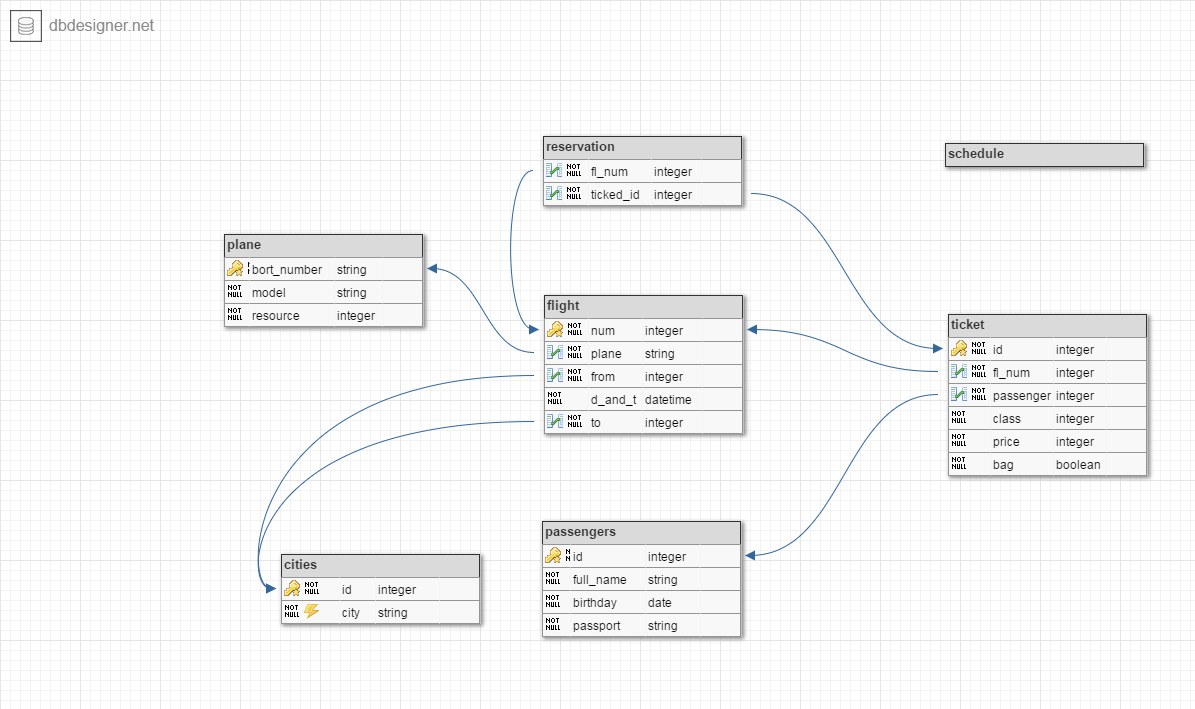 dbdesigner.net
reservation
NOT NULL fl_num integer
NOT NULL ticked_id integer
schedule
plane
bort_number string
NOT NULL model string
NOT NULL resource integer
flight
NOT NULL num integer
NOT NULL plane string
NOT NULL from integer
NOT NULL d_and_t datetime
NOT NULL to integer
ticket
NOT NULL id integer
NOT NULL fl_num integer
NOT NULL passenger integer
NOT NULL class integer
NOT NULL price integer
NOT NULL bag boolean
passengers
N N id integer
NOT NULL full_name string
NOT NULL birthday date
NOT NULL passport string
cities
NOT NULL id integer
NOT NULL city string